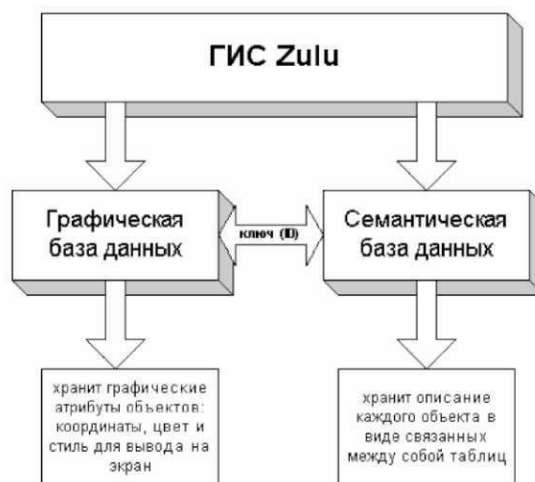 ГИС Zulu
Графическая
база данных
ключ (ID)
Семантическая
база данных
хранит графические
атрибуты объектов:
координаты, цвет и
стиль для вывода на
экран
хранит описание
каждого объекта в
виде связанных
между собой таблиц